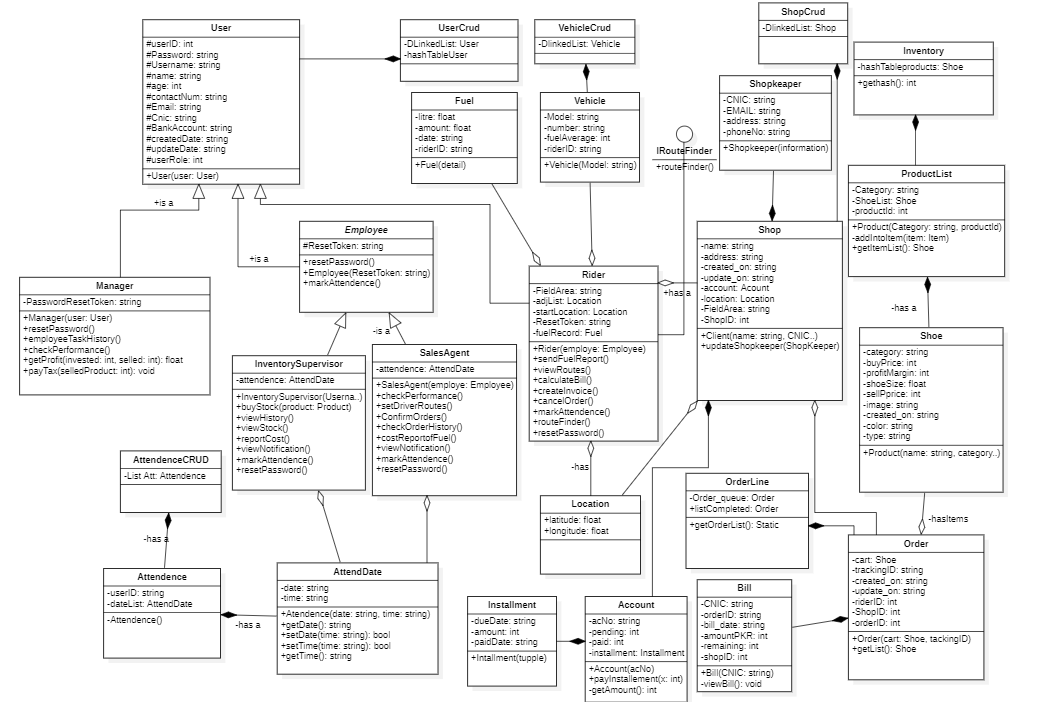 User
#userID: int
#Password: string
#Username: string
#name: string
#age: int
#contactNum: string
#Email: string
#Cnic: string
#BankAccount: string
#createdDate: string
#updateDate: string
#userRole: int
+User(user: User)
UserCrud
-DLinkedList: User
-hashTableUser
VehicleCrud
-DlinkedList: Vehicle
ShopCrud
-DlinkedList: Shop
Inventory
-hashTableproducts: Shoe
+gethash(): int
Fuel
-litre: float
-amount: float
-date: string
-riderID: string
+Fuel(detail)
Vehicle
-Model: string
-number: string
-fuelAverage: int
-riderID: string
+Vehicle(Model: string)
IRouteFinder
+routeFinder()
Shopkeaper
-CNIC: string
-EMAIL: string
-address: string
-phoneNo: string
+Shopkeeper(information)
ProductList
-Category: string
-ShoeList: Shoe
-productId: int
+Product(Category: string, productId)
-addIntoItem(item: Item)
+getItemList(): Shoe
+is a
+is a
Employee
#ResetToken: string
+resetPassword()
+Employee(ResetToken: string)
+markAttendence()
-is a
Manager
-PasswordResetToken: string
+Manager(user: User)
+resetPassword()
+employeeTaskHistory()
+checkPerformance()
+getProfit(invested: int, selled: int): float
+payTax(selledProduct: int): void
Rider
-FieldArea: string
-adjList: Location
-startLocation: Location
-ResetToken: string
-fuelRecord: Fuel
+Rider(employe: Employee)
+sendFuelReport()
+viewRoutes()
+calculateBill()
+createInvoice()
+cancelOrder()
+markAttendence()
+routeFinder()
+resetPassword()
+has a
-has
Shop
-name: string
-address: string
-created_on: string
-update_on: string
-account: Acount
-location: Location
-FieldArea: string
-ShopID: int
+Client(name: string, CNIC..)
+updateShopkeeper(ShopKeeper)
-has a
Shoe
-category: string
-buyPrice: int
-profitMargin: int
-shoeSize: float
-sellPprice: int
-image: string
-created_on: string
-color: string
-type: string
+Product(name: string, category..)
-hasItems
InventorySupervisor
-attendence: AttendDate
+InventorySupervisor(Userna..)
+buyStock(product: Product)
+viewHistory()
+viewStock()
+reportCost()
+viewNotification()
+markAttendence()
+resetPassword()
SalesAgent
-attendence: AttendDate
+SalesAgent(employe: Employee)
+checkPerformance()
+setDriverRoutes()
+ConfirmOrders()
+checkOrderHistory()
+costReportofFuel()
+viewNotification()
+markAttendence()
+resetPassword()
AttendenceCRUD
-List Att: Attendence
-has a
Attendence
-userID: string
-dateList: AttendDate
-Attendence()
-has a
AttendDate
-date: string
-time: string
+Atendence(date: string, time: string)
+getDate(): string
+setDate(time: string): bool
+setTime(time: string): bool
+getTime(): string
Location
+latitude: float
+longitude: float
OrderLine
-Order_queue: Order
+listCompleted: Order
+getOrderList(): Static
Order
-cart: Shoe
-trackingID: string
-created_on: string
-update_on: string
-riderID: int
-ShopID: int
-orderID: int
+Order(cart: Shoe, tackingID)
+getList(): Shoe
Installment
-dueDate: string
-amount: int
-paidDate: string
+Intallment(tupple)
Account
-acNo: string
-pending: int
-paid: int
-installment: Installment
+Account(acNo)
+payInstallement(x: int)
-getAmount(): int
Bill
-CNIC: string
-orderID: string
-bill_date: string
-amountPKR: int
-remaining: int
-shopID: int
+Bill(CNIC: string)
-viewBill(): void